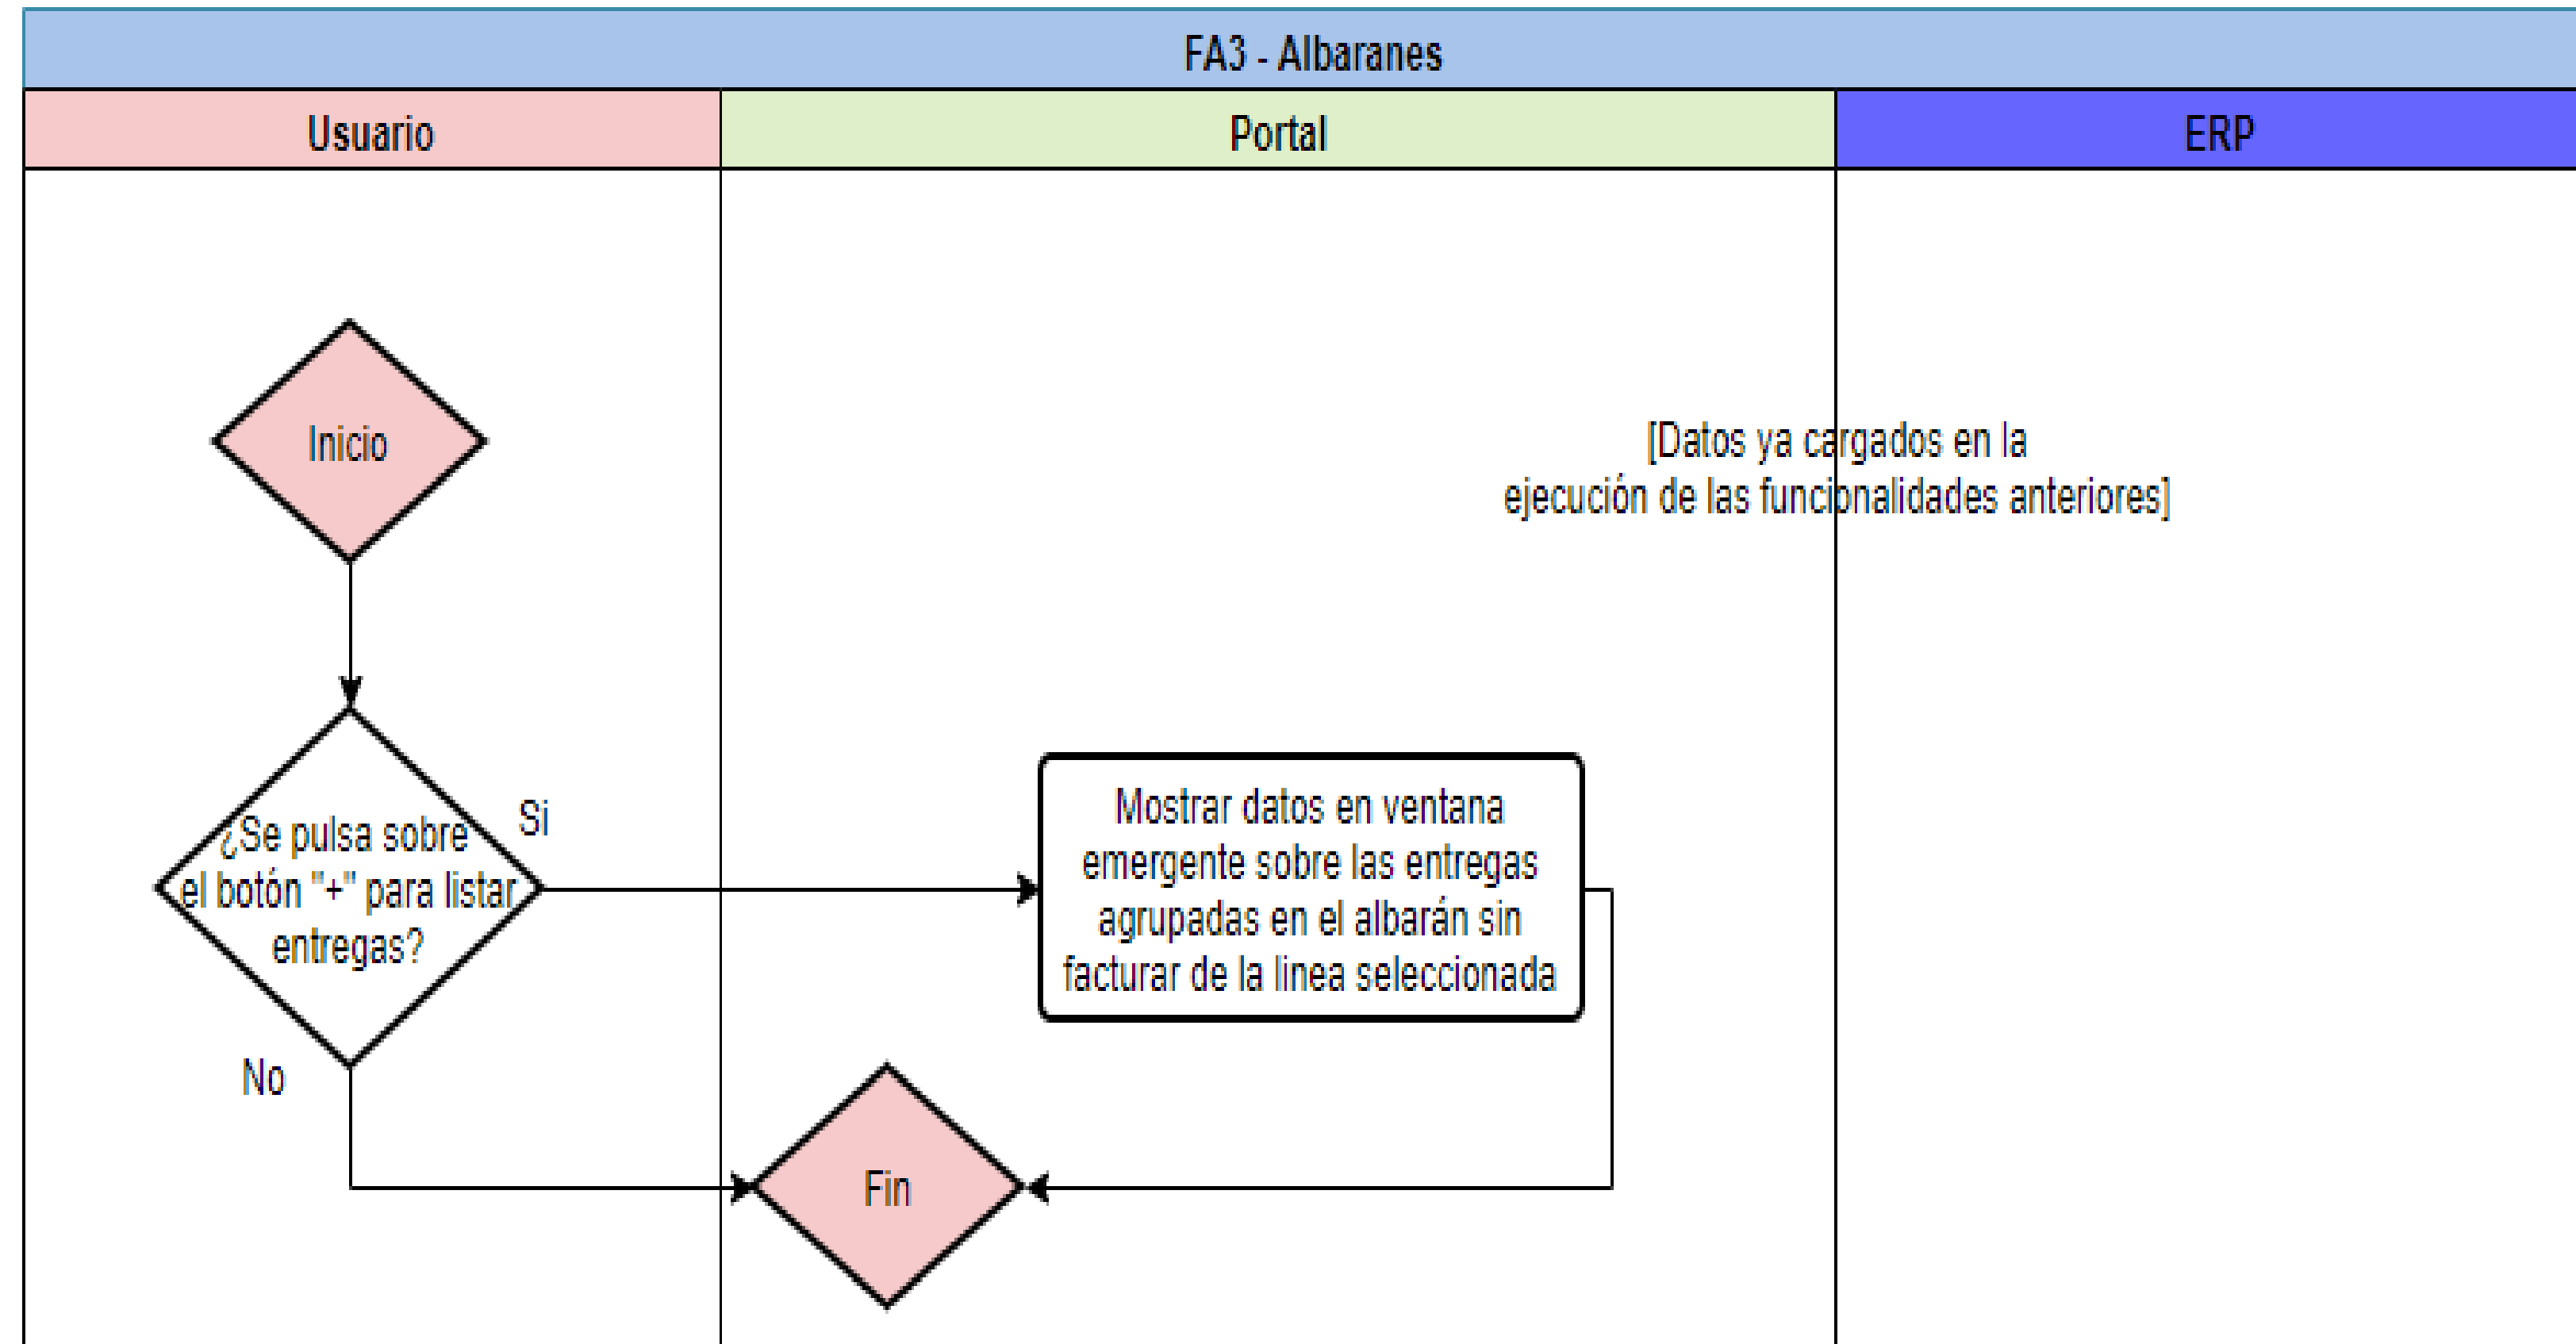 FA3 - Albaranes
Usuario
Portal
ERP
Inicio
[Datos ya cargados en la
ejecución de las funcionalidades anteriores]
¿Se pulsa sobre
el botón "+" para listar
entregas?
Si
No
Mostrar datos en ventana
emergente sobre las entregas
agrupadas en el albarán sin
facturar de la linea seleccionada
Fin